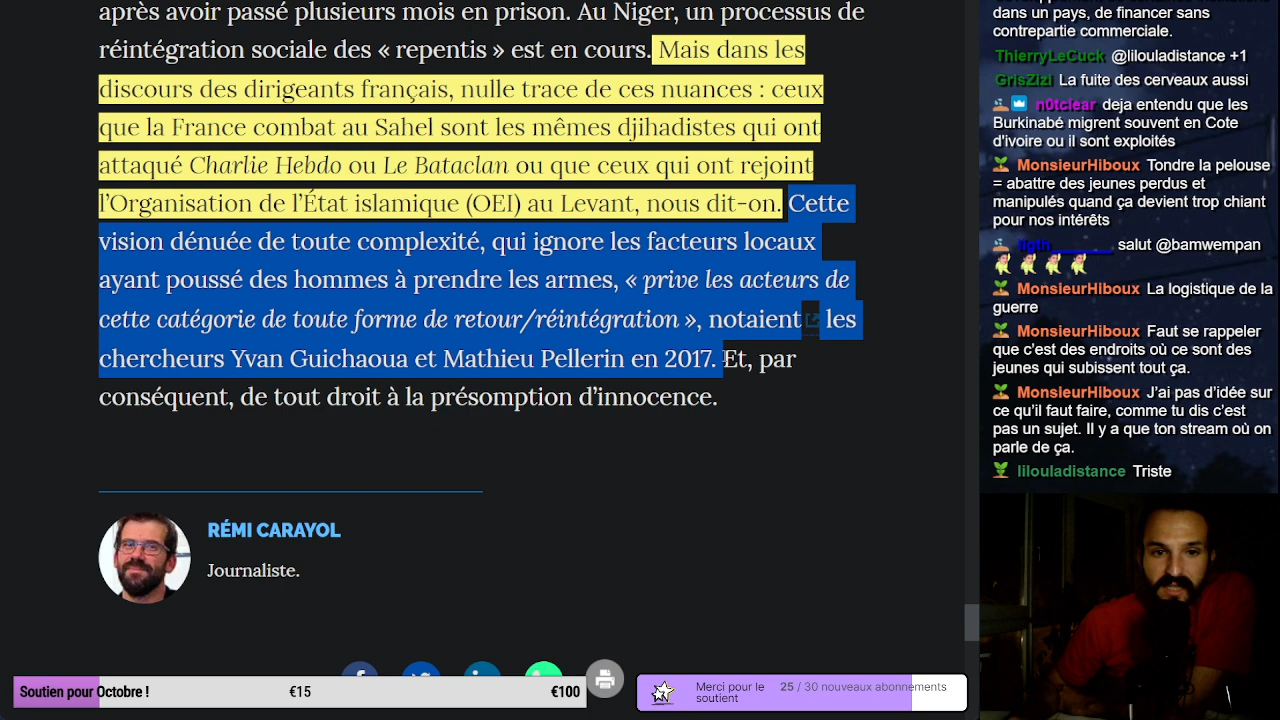 après avoir passé plusieurs mois en prison. Au Niger, un processus de
réintégration sociale des « repentis » est en cours. Mais dans les
discours des dirigeants français, nulle trace de ces nuances : ceux
que la France combat au Sahel sont les mêmes djihadistes qui ont
attaqué Charlie Hebdo ou Le Bataclan ou que ceux qui ont rejoint
l’Organisation de l’État islamique (OEI) au Levant, nous dit-on. Cette
vision dénuée de toute complexité, qui ignore les facteurs locaux
ayant poussé des hommes à prendre les armes, « prive les acteurs de
cette catégorie de toute forme de retour/réintégration », notaient les
chercheurs Yvan Guichaoua et Mathieu Pellerin en 2017. Et, par
conséquent, de tout droit à la présomption d’innocence.
RÉMI CARAYOL
Journaliste.
Soutien pour Octobre !
€15
€100
Merci pour le
soutient
25 / 30 nouveaux abonnements
dans un pays, de financer sans
contrepartie commerciale.
ThierryLeCuck @lilouladistance +1
GrisZizi La fuite des cerveaux aussi
n0tclear deja entendu que les
Burkinabé migrent souvent en Cote
d'ivoire ou il sont exploités
MonsieurHiboux Tondre la pelouse
= abattre des jeunes perdus et
manipulés quand ça devient trop chiant
pour nos intérêts
salut @bamwempan
MonsieurHiboux La logistique de la
guerre
MonsieurHiboux Faut se rappeler
que c’est des endroits où ce sont des
jeunes qui subissent tout ça.
MonsieurHiboux J’ai pas d’idée sur
ce qu’il faut faire, comme tu dis c’est
pas un sujet. Il y a que ton stream où on
parle de ça.
lilouladistance Triste